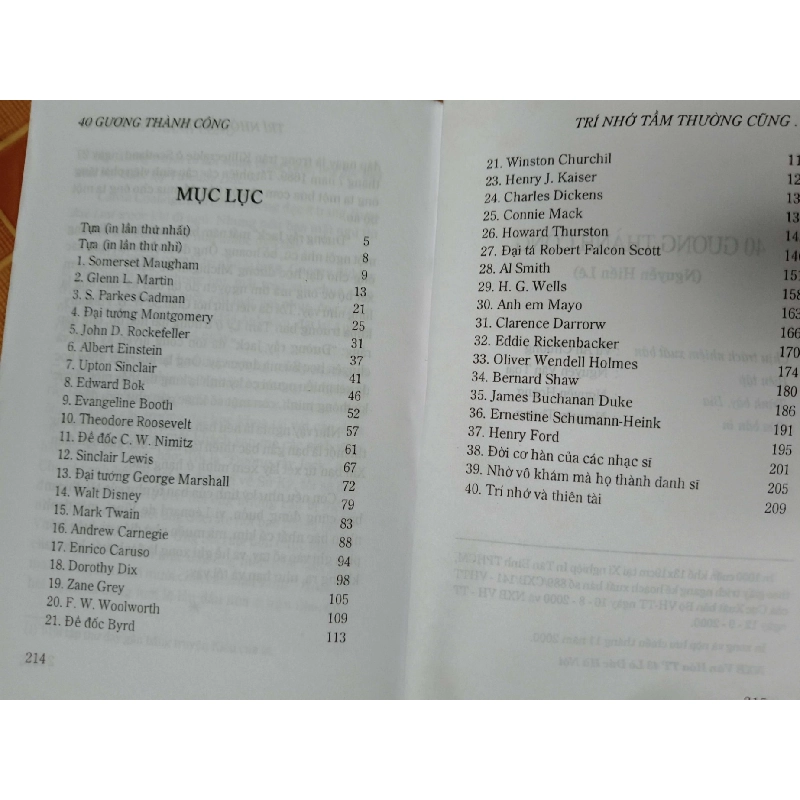 40 GƯƠNG THÀNH CÔNG
MỤC LỤC
Tựa (in lần thứ nhất) 5
Tựa (in lần thứ nhì) 8
1. Somerset Maugham 9
2. Glenn L. Martin 13
3. S. Parkes Cadman 21
4. Đại tướng Montgomery 25
5. John D. Rockefeller 31
6. Albert Einstein 37
7. Upton Sinclair 41
8. Edward Bok 46
9. Evangeline Booth 52
10. Theodore Roosevelt 57
11. Đề đốc C. W. Nimitz 61
12. Sinclair Lewis 67
13. Đại tướng George Marshall 72
14. Walt Disney 79
15. Mark Twain 83
16. Andrew Carnegie 88
17. Enrico Caruso 94
18. Dorothy Dix 98
19. Zane Grey 105
20. F. W. Woolworth 109
21. Đề đốc Byrd 113
214
TRÍ NHỚ TẦM THƯỜNG CŨNG .
21. Winston Churchil
23. Henry J. Kaiser
24. Charles Dickens
25. Connie Mack
26. Howard Thurston
27. Đại tá Robert Falcon Scott
28. Al Smith 151
29. H. G. Wells 158
30. Anh em Mayo 163
31. Clarence Darrorw
32. Eddie Rickenbacker 170
33. Oliver Wendell Holmes 174
34. Bernard Shaw 180
35. James Buchanan Duke 186
36. Ernestine Schumann-Heink 191
37. Henry Ford 195
38. Đời cơ hàn của các nhạc sĩ 201
39. Nhờ vô khám mà họ thành danh sĩ 205
40. Trí nhớ và thiên tài 209